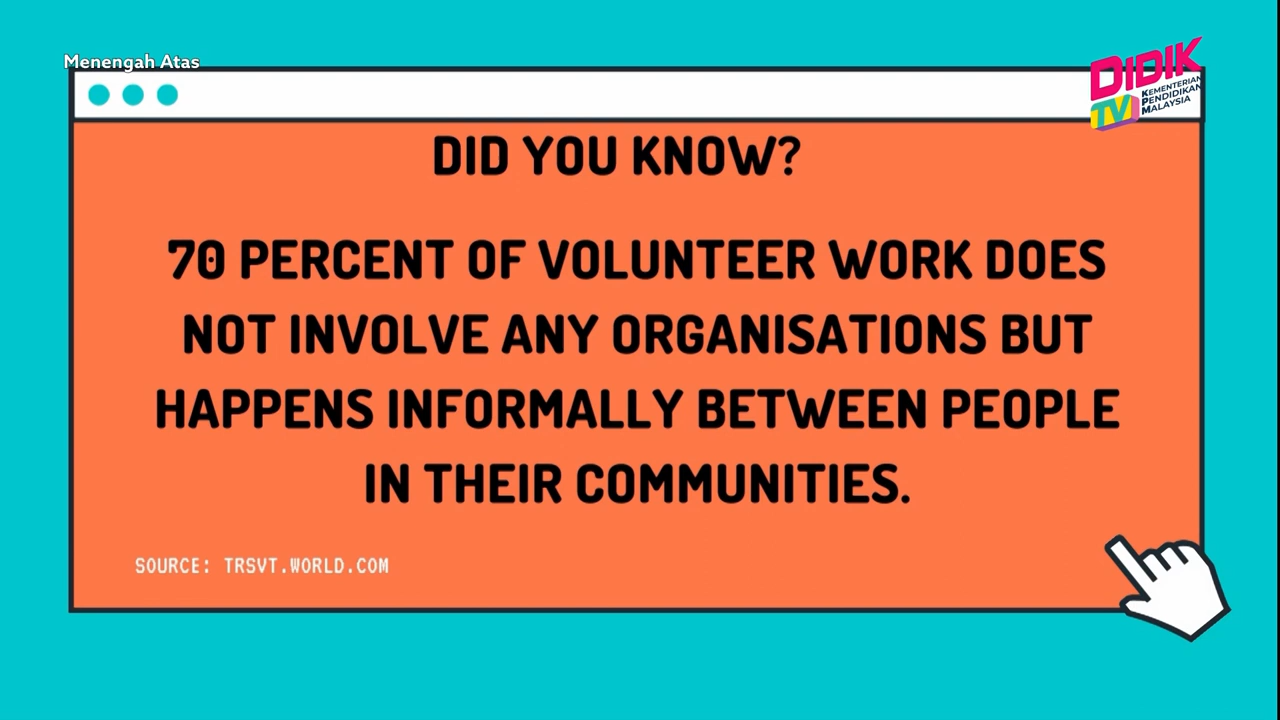 Menengah Atas
DIDIK
TV
KEMENTERIAN
PENDIDIKAN
MALAYSIA
DID YOU KNOW?
70 PERCENT OF VOLUNTEER WORK DOES
NOT INVOLVE ANY ORGANISATIONS BUT
HAPPENS INFORMALLY BETWEEN PEOPLE
IN THEIR COMMUNITIES.
SOURCE: TRSVT.WORLD.COM